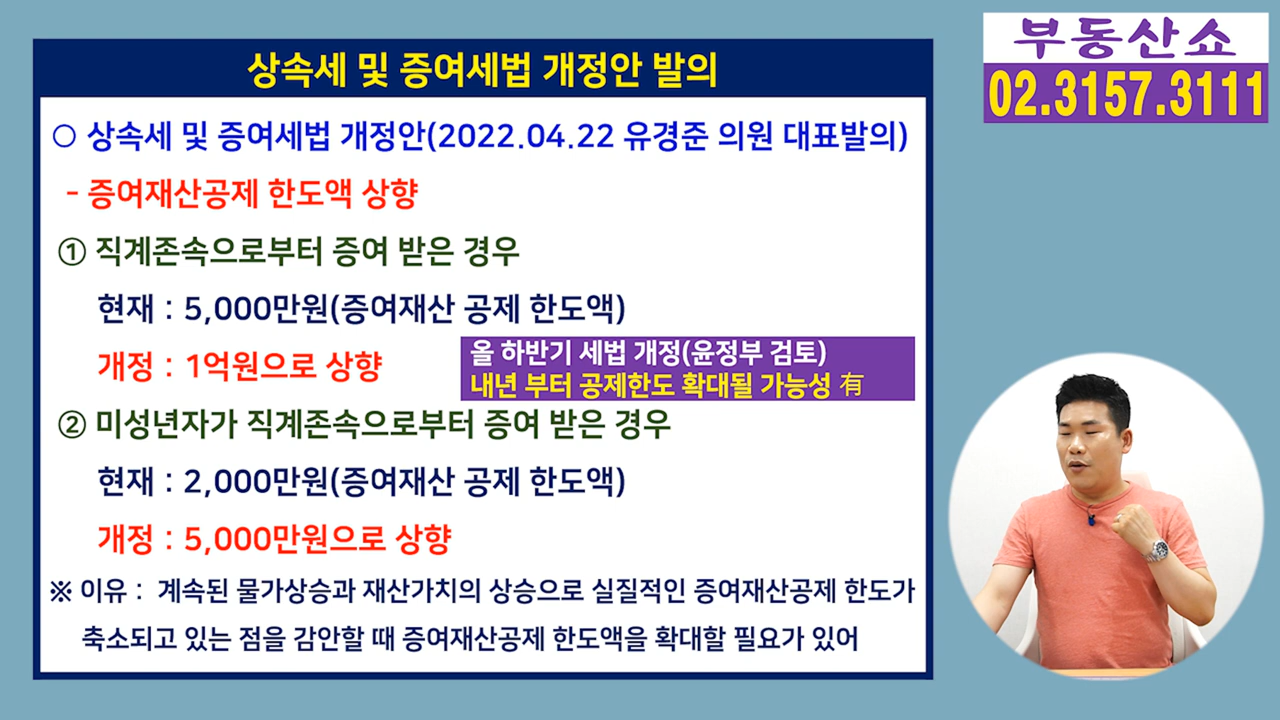 부동산쇼
02.3157.3111
상속세 및 증여세법 개정안 발의
○ 상속세 및 증여세법 개정안(2022.04.22 유경준 의원 대표발의)
- 증여재산공제 한도액 상향
① 직계존속으로부터 증여 받은 경우
현재 : 5,000만원(증여재산 공제 한도액)
개정 : 1억원으로 상향
올 하반기 세법 개정(윤정부 검토)
내년 부터 공제한도 확대될 가능성 有
② 미성년자가 직계존속으로부터 증여 받은 경우
현재 : 2,000만원(증여재산 공제 한도액)
개정 : 5,000만원으로 상향
※ 이유 : 계속된 물가상승과 재산가치의 상승으로 실질적인 증여재산공제 한도가
축소되고 있는 점을 감안할 때 증여재산공제 한도액을 확대할 필요가 있어